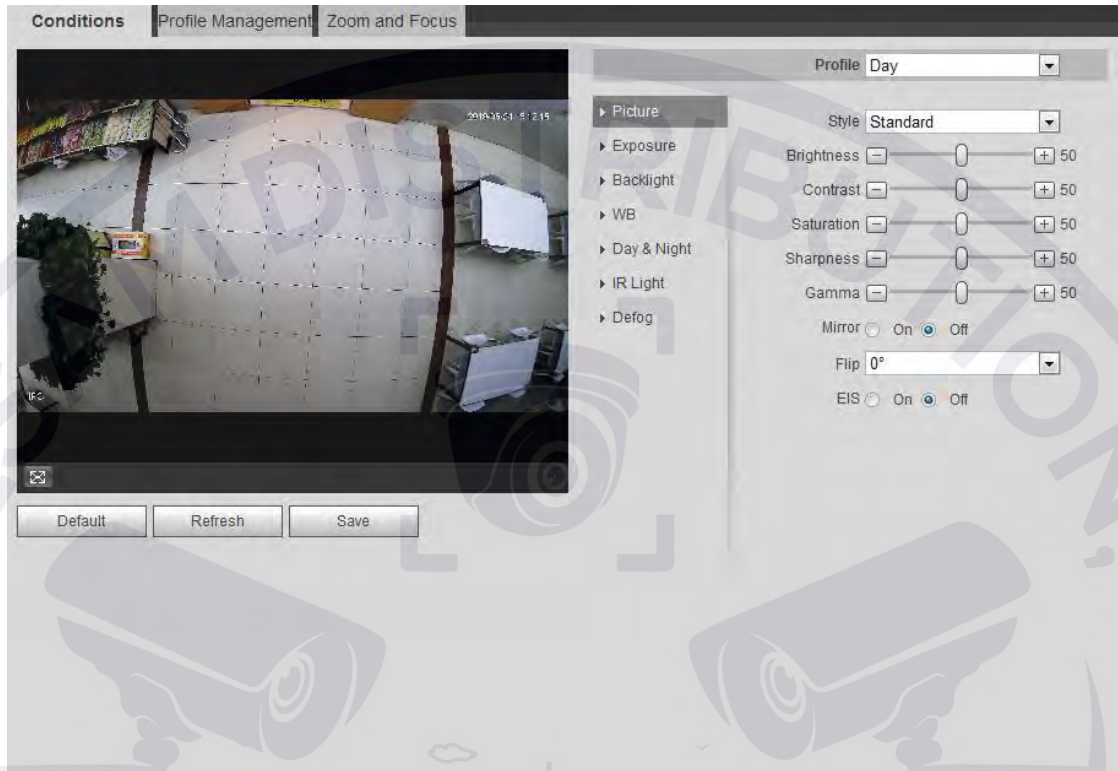 Conditions Profile Management Zoom and Focus
Profile Day
Picture
Exposure
Backlight
WB
Day & Night
IR Light
Defog
Style Standard
Brightness 50
Contrast 50
Saturation 50
Sharpness 50
Gamma 50
Mirror On Off
Flip 0°
EIS On Off
Default Refresh Save
DISTRIBUTION,